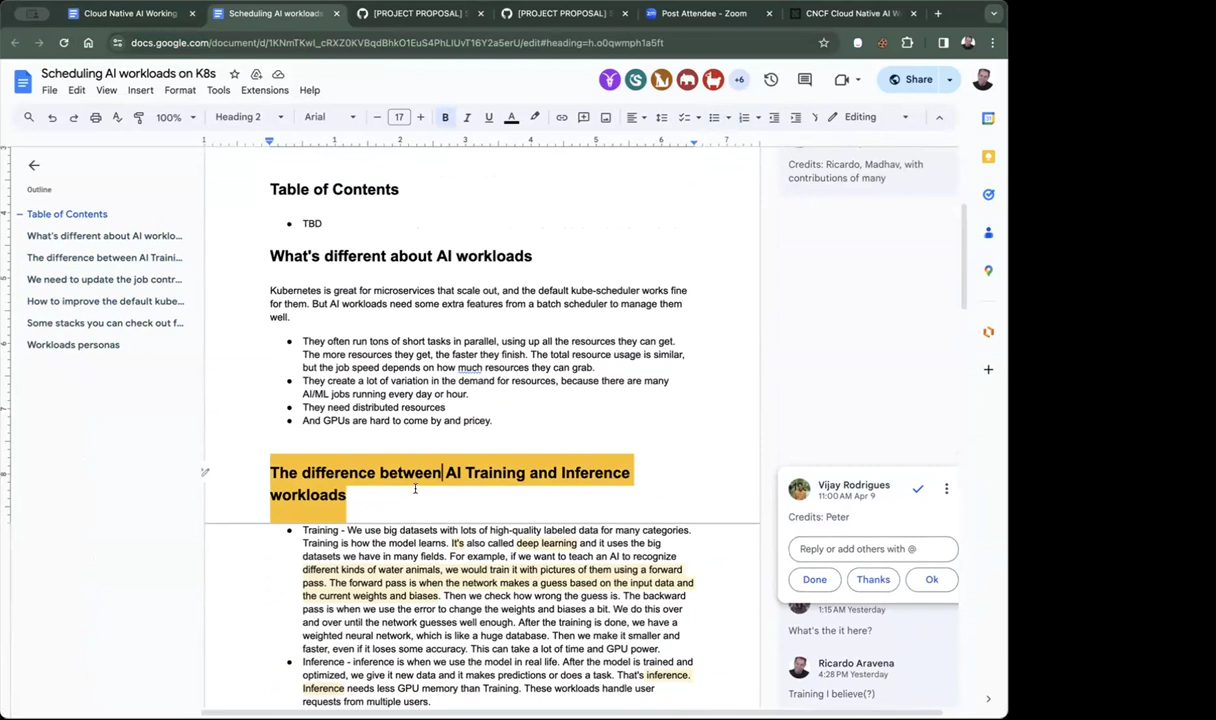 Cloud Native AI Working
Scheduling AI workloads
[PROJECT PROPOSAL]
[PROJECT PROPOSAL]
Post Attendee - Zoom
CNCF Cloud Native AI W
Scheduling AI workloads on K8s
File Edit View Insert Format Tools Extensions Help
+6
Share
100% Heading 2 Arial 17 B I U A Editing
1 1 2 3 4 5 6 7
Outline
Table of Contents
What's different about AI worklo...
The difference between AI Traini...
We need to update the job contr...
How to improve the default kube...
Some stacks you can check out f...
Workloads personas
Table of Contents
TBD
What's different about AI workloads
Kubernetes is great for microservices that scale out, and the default kube-scheduler works fine
for them. But AI workloads need some extra features from a batch scheduler to manage them
well.
They often run tons of short tasks in parallel, using up all the resources they can get.
The more resources they get, the faster they finish. The total resource usage is similar,
but the job speed depends on how much resources they can grab.
They create a lot of variation in the demand for resources, because there are many
AI/ML jobs running every day or hour.
They need distributed resources
And GPUs are hard to come by and pricey.
The difference between AI Training and Inference
workloads
Training - We use big datasets with lots of high-quality labeled data for many categories.
Training is how the model learns. It's also called deep learning and it uses the big
datasets we have in many fields. For example, if we want to teach an AI to recognize
different kinds of water animals, we would train it with pictures of them using a forward
pass. The forward pass is when the network makes a guess based on the input data and
the current weights and biases. Then we check how wrong the guess is. The backward
pass is when we use the error to change the weights and biases a bit. We do this over
and over until the network guesses well enough. After the training is done, we have a
weighted neural network, which is like a huge database. Then we make it smaller and
faster, even if it loses some accuracy. This can take a lot of time and GPU power.
Inference - inference is when we use the model in real life. After the model is trained and
optimized, we give it new data and it makes predictions or does a task. That's inference.
Inference needs less GPU memory than Training. These workloads handle user
requests from multiple users.
Credits: Ricardo, Madhav, with
contributions of many
Vijay Rodrigues
11:00 AM Apr 9
Credits: Peter
Reply or add others with @
Done Thanks Ok
1:15 AM Yesterday
What's the it here?
Ricardo Aravena
4:28 PM Yesterday
Training I believe(?)